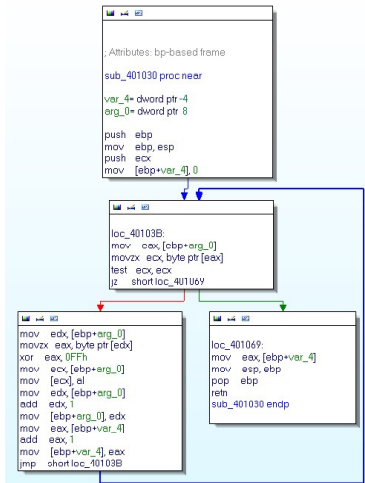 ; Attributes: bp-based frame
sub_401030 proc near
var_4= dword ptr -4
arg_0= dword ptr 8
push ebp
mov ebp, esp
push ecx
mov [ebp+var_4], 0
loc_40103B:
mov eax, [ebp+arg_0]
movzx ecx, byte ptr [eax]
test ecx, ecx
jz short loc_401069
mov edx, [ebp+arg_0]
movzx eax, byte ptr [edx]
xor eax, 0FFh
mov ecx, [ebp+arg_0]
mov [ecx], al
mov edx, [ebp+arg_0]
add edx, 1
mov [ebp+arg_0], edx
mov eax, [ebp+var_4]
add eax, 1
mov [ebp+var_4], eax
jmp short loc_40103B
loc_401069:
mov eax, [ebp+var_4]
mov esp, ebp
pop ebp
retn
sub_401030 endp